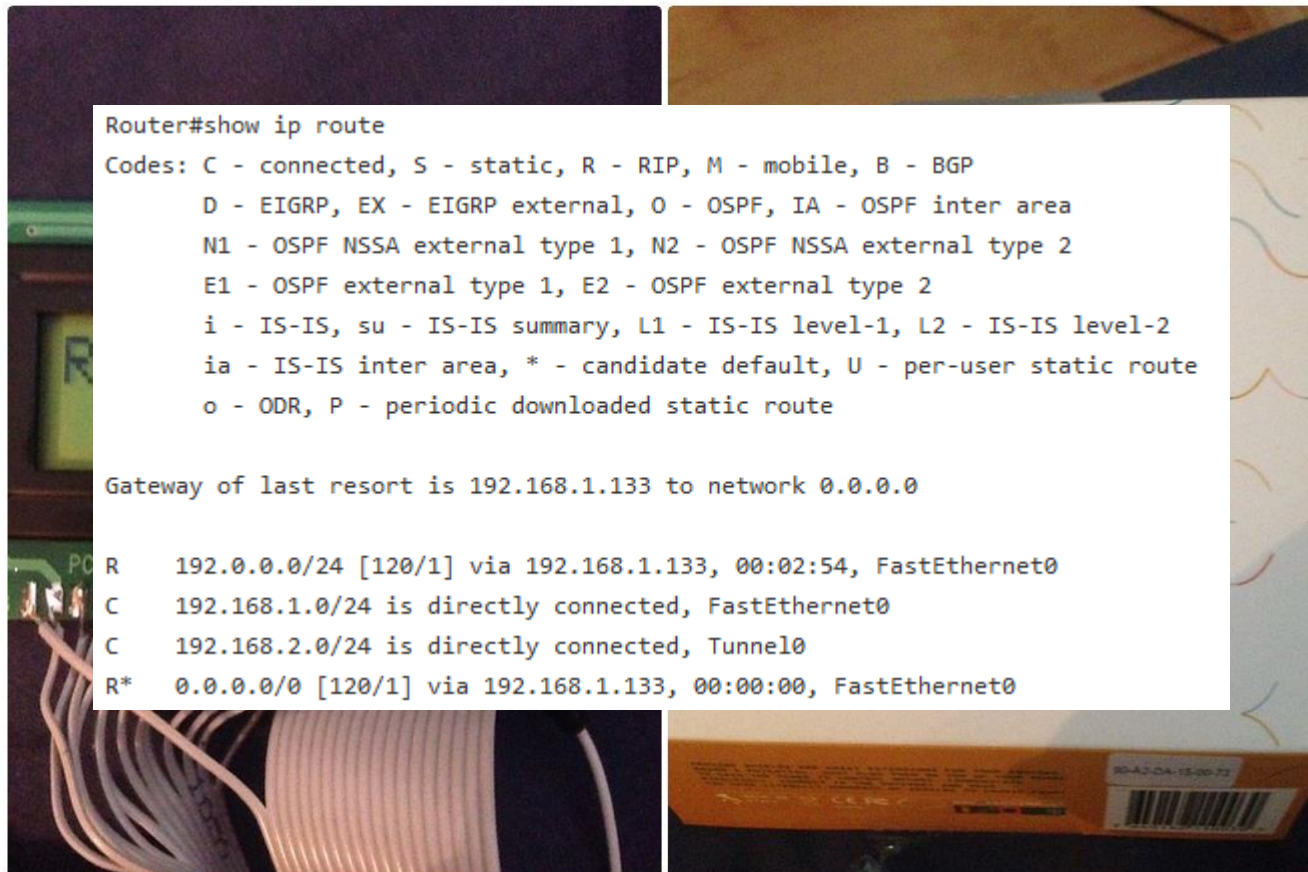 Router#show ip route
Codes: C - connected, S - static, R - RIP, M - mobile, B - BGP
D - EIGRP, EX - EIGRP external, O - OSPF, IA - OSPF inter area
N1 - OSPF NSSA external type 1, N2 - OSPF NSSA external type 2
E1 - OSPF external type 1, E2 - OSPF external type 2
i - IS-IS, su - IS-IS summary, L1 - IS-IS level-1, L2 - IS-IS level-2
ia - IS-IS inter area, * - candidate default, U - per-user static route
o - ODR, P - periodic downloaded static route
Gateway of last resort is 192.168.1.133 to network 0.0.0.0
R 192.0.0.0/24 [120/1] via 192.168.1.133, 00:02:54, FastEthernet0
C 192.168.1.0/24 is directly connected, FastEthernet0
C 192.168.2.0/24 is directly connected, Tunnel0
R* 0.0.0.0/0 [120/1] via 192.168.1.133, 00:00:00, FastEthernet0
R
PC
90-A2-DA-15-00-72